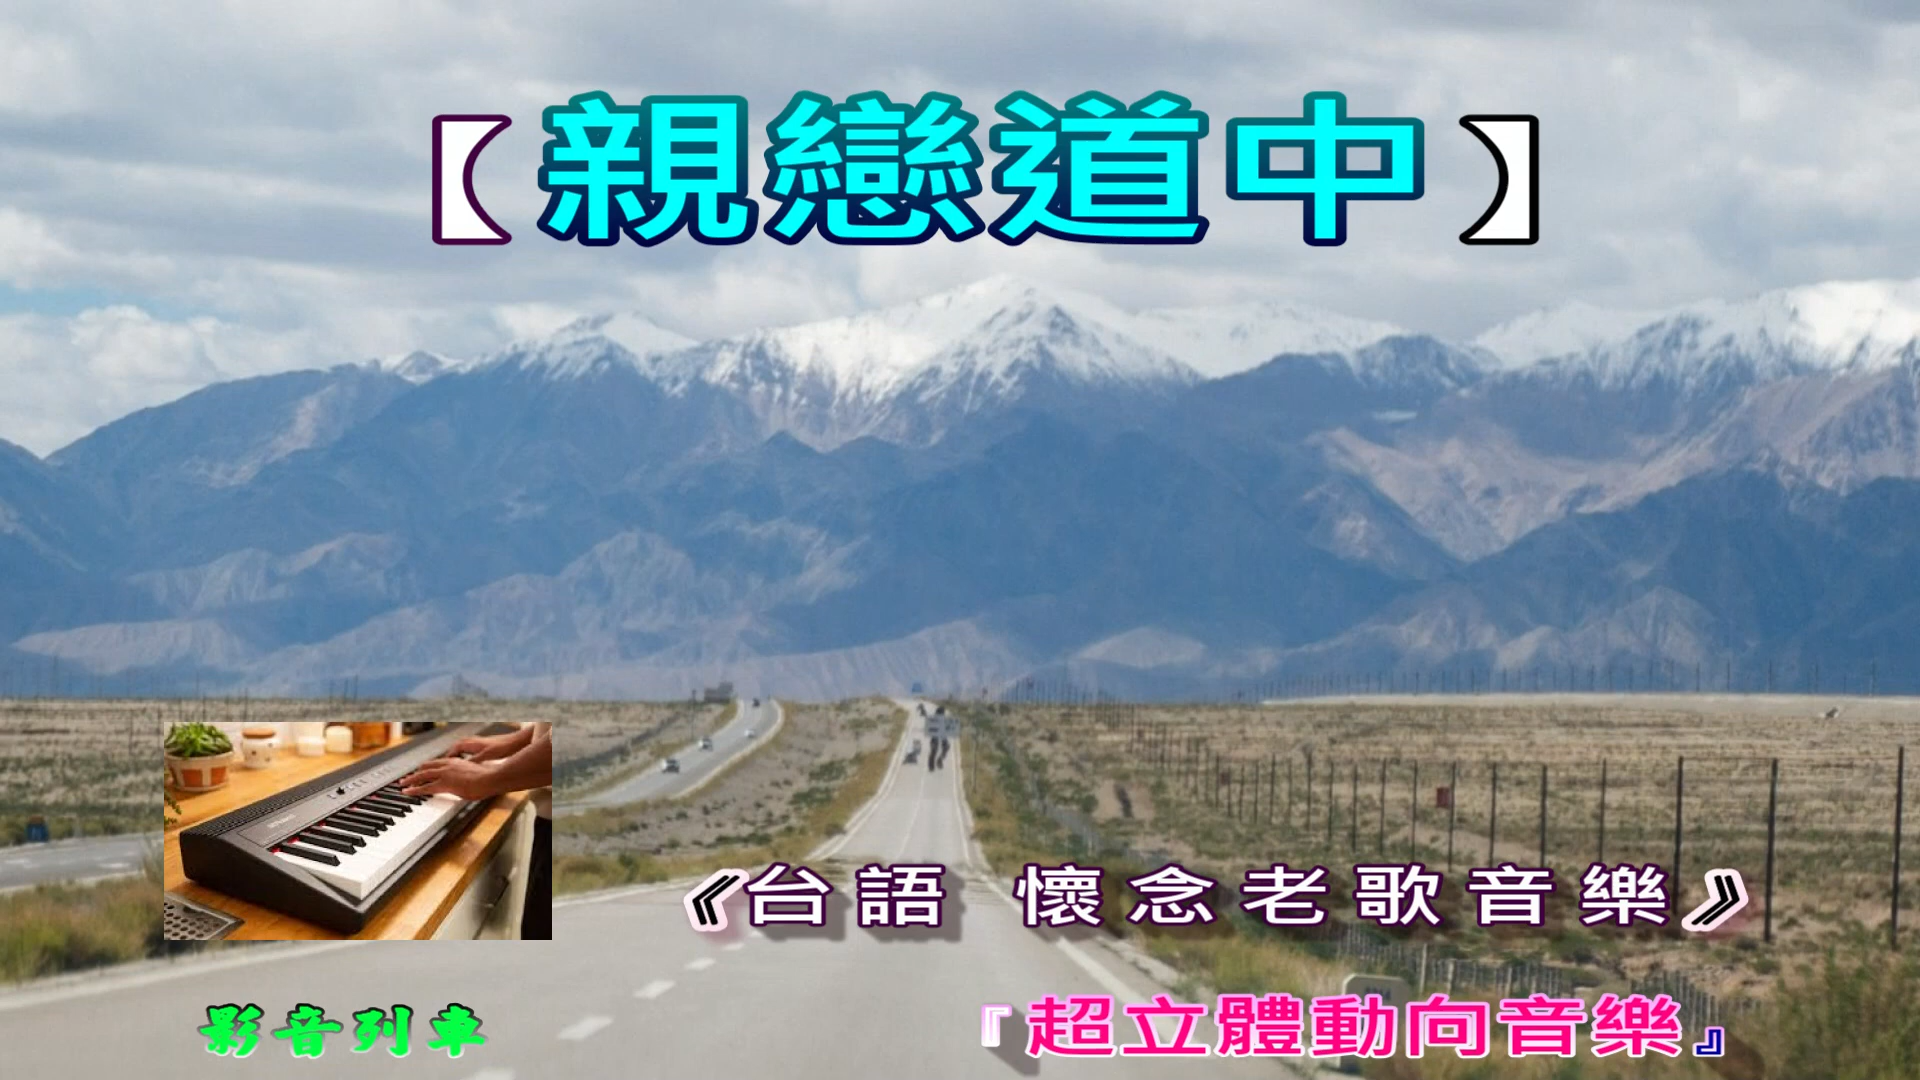 【親戀道中】
《台語 懷念老歌音樂》
影音列車
『超立體動向音樂』